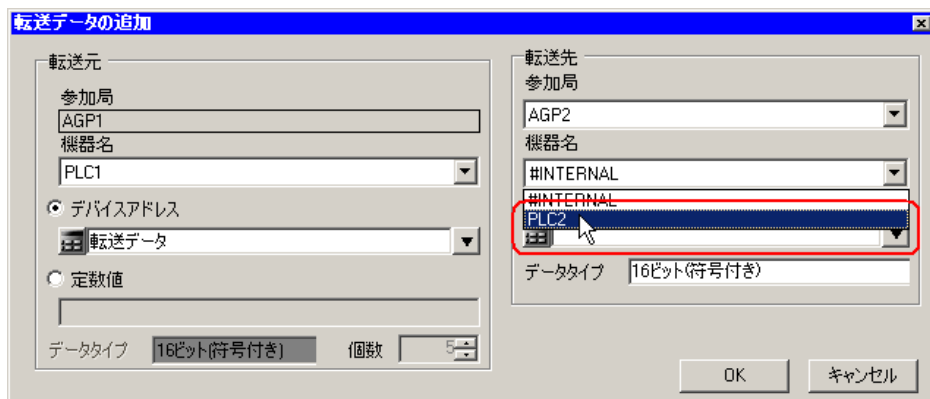 転送データの追加
転送元
参加局
AGP1
機器名
PLC1
デバイスアドレス
転送データ
定数値
データタイプ 16ビット(符号付き) 個数 5
転送先
参加局
AGP2
機器名
#INTERNAL
#INTERNAL
PLC2
データタイプ 16ビット(符号付き)
OK キャンセル